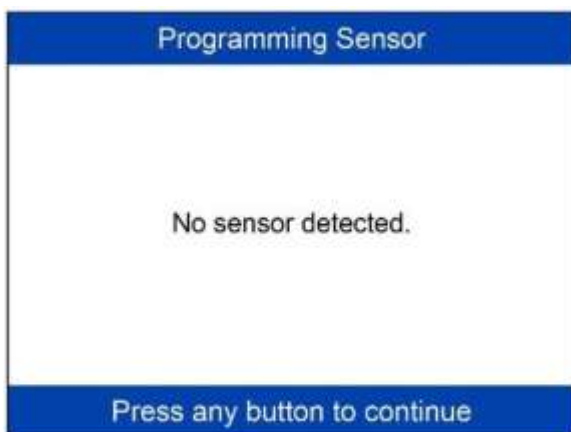 Programming Sensor
No sensor detected.
Press any button to continue